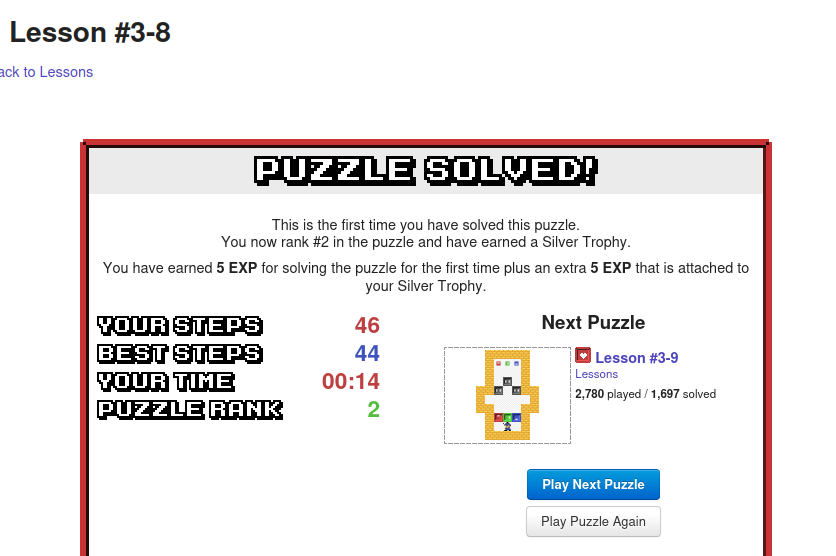 Lesson #3-8
ack to Lessons
PUZZLE SOLVED!
This is the first time you have solved this puzzle.
You now rank #2 in the puzzle and have earned a Silver Trophy.
You have earned 5 EXP for solving the puzzle for the first time plus an extra 5 EXP that is attached to
your Silver Trophy.
YOUR STEPS 46
BEST STEPS 44
YOUR TIME 00:14
PUZZLE RANK 2
Next Puzzle
Lesson #3-9
Lessons
2,780 played / 1,697 solved
Play Next Puzzle
Play Puzzle Again